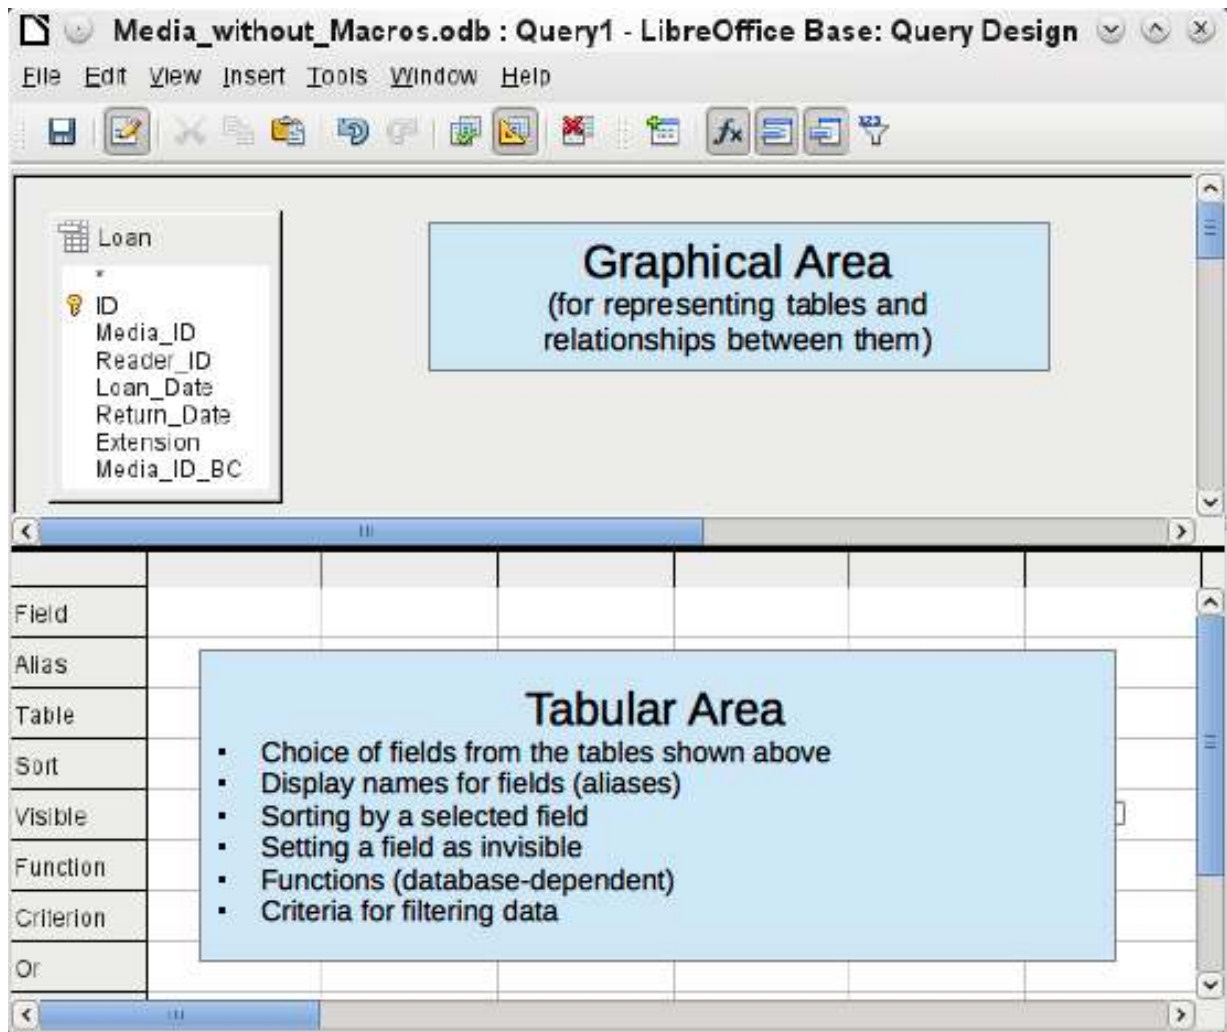 Media_without_Macros.odb : Query1 - LibreOffice Base: Query Design
File Edit View Insert Tools Window Help
fx
123
Loan
*
ID
Media_ID
Reader_ID
Loan_Date
Return_Date
Extension
Media_ID_BC
Graphical Area
(for representing tables and
relationships between them)
Field
Alias
Table
Sort
Visible
Function
Criterion
Or
Tabular Area
▪ Choice of fields from the tables shown above
▪ Display names for fields (aliases)
▪ Sorting by a selected field
▪ Setting a field as invisible
▪ Functions (database-dependent)
▪ Criteria for filtering data